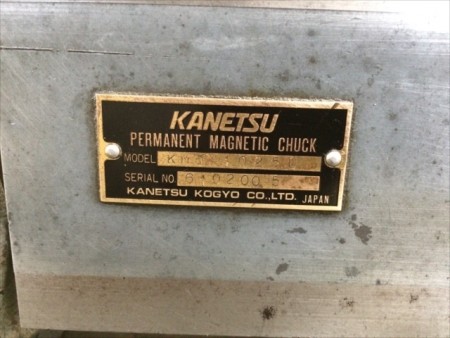 KANETSU
PERMANENT MAGNETIC CHUCK
MODEL
SERIAL NO
KANETSU KOGYO CO.,LTD. JAPAN